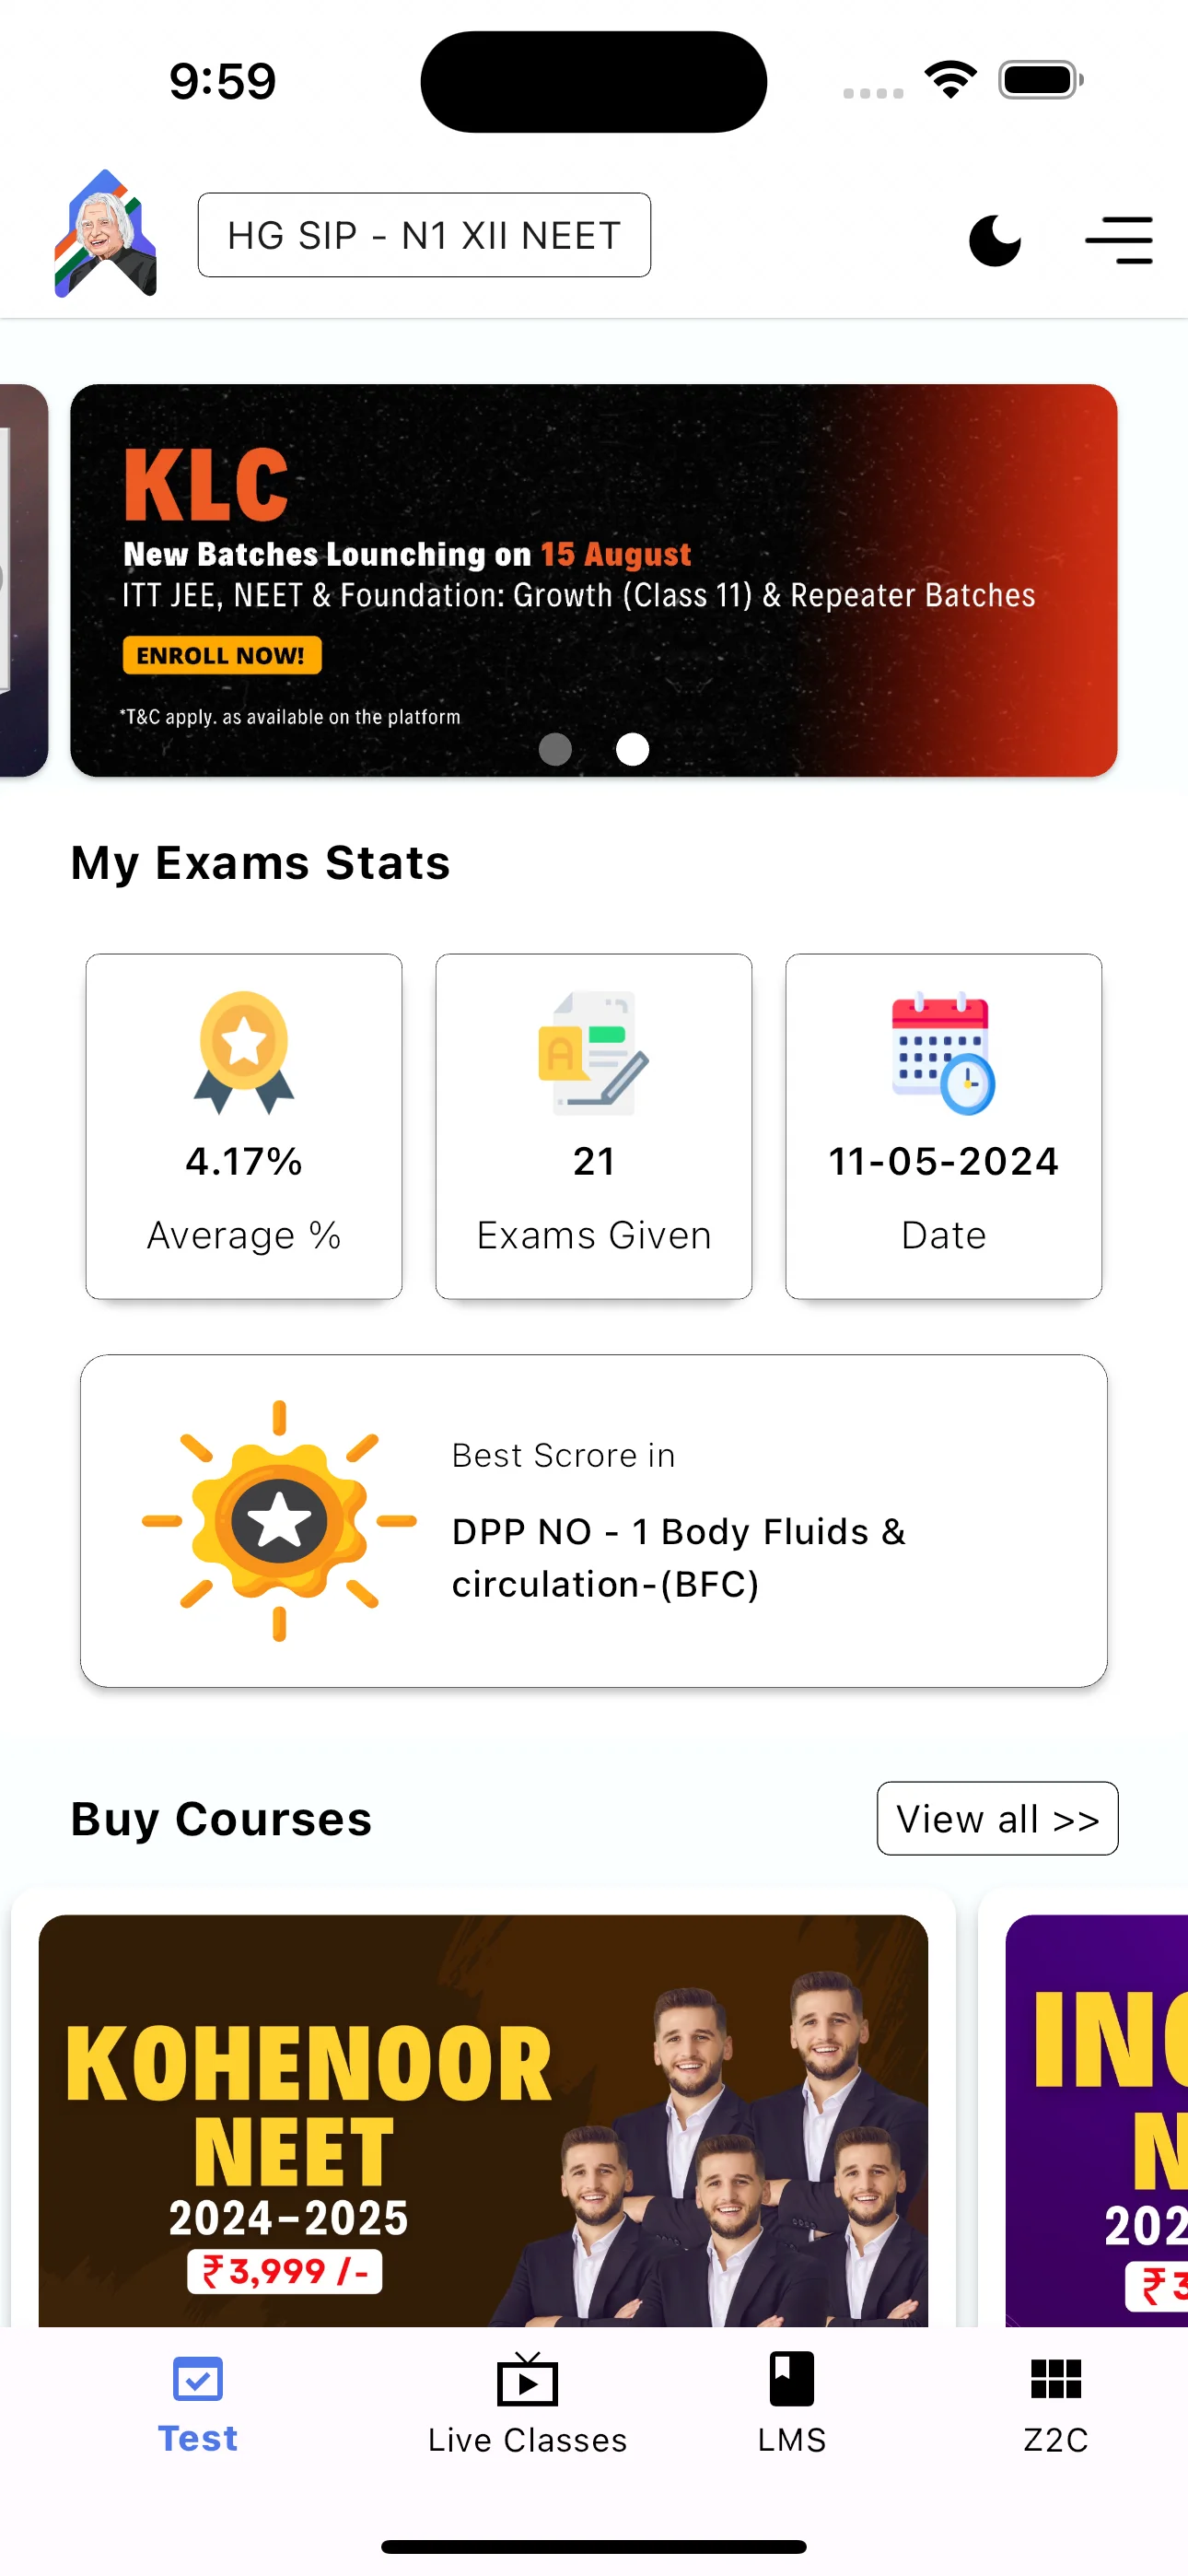 9:59
HG SIP - N1 XII NEET
KLC
New Batches Lounching on 15 August
ITT JEE, NEET & Foundation: Growth (Class 11) & Repeater Batches
ENROLL NOW!
*T&C apply. as available on the platform
My Exams Stats
A
4.17%
21
11-05-2024
Average %
Exams Given
Date
Best Scrore in
DPP NO - 1 Body Fluids &
circulation-(BFC)
Buy Courses
View all >>
KOHENOOR
NEET
2024-2025
₹3,999 /-
Test
Live Classes
LMS
Z2C